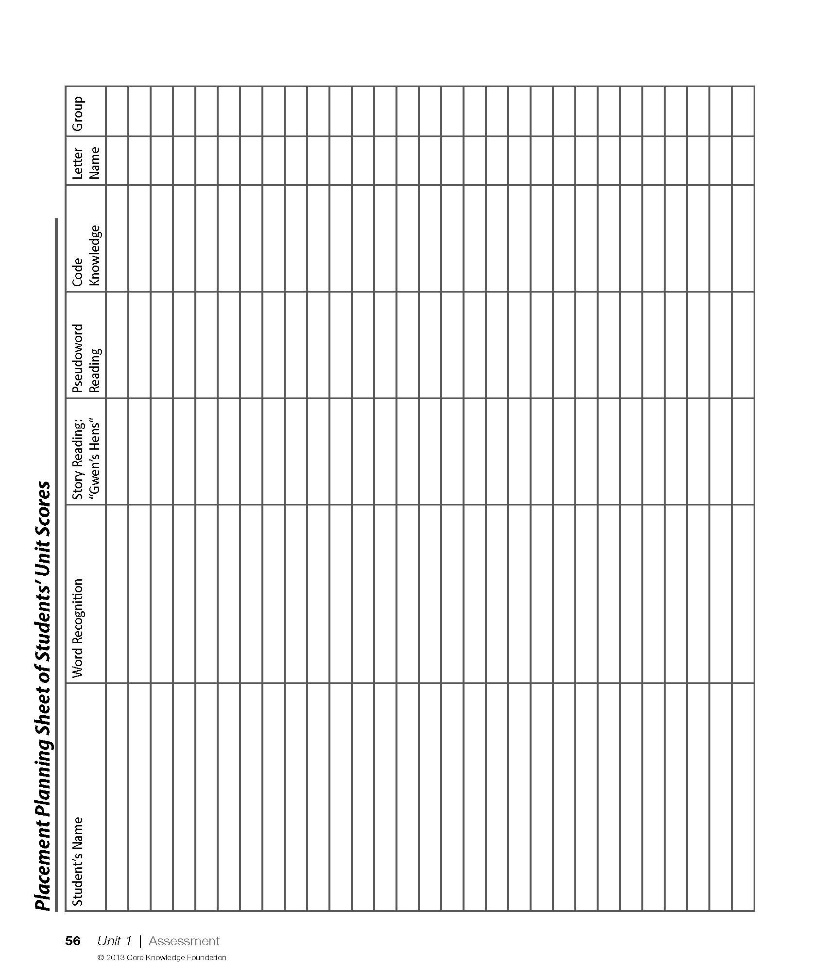 Placement Planning Sheet of Students' Unit Scores
Student's Name
Word Recognition
Story Reading:
"Gwen's Hens"
Pseudoword
Reading
Code
Knowledge
Letter
Name
Group
56 Unit 1 | Assessment
© 2013 Core Knowledge Foundation